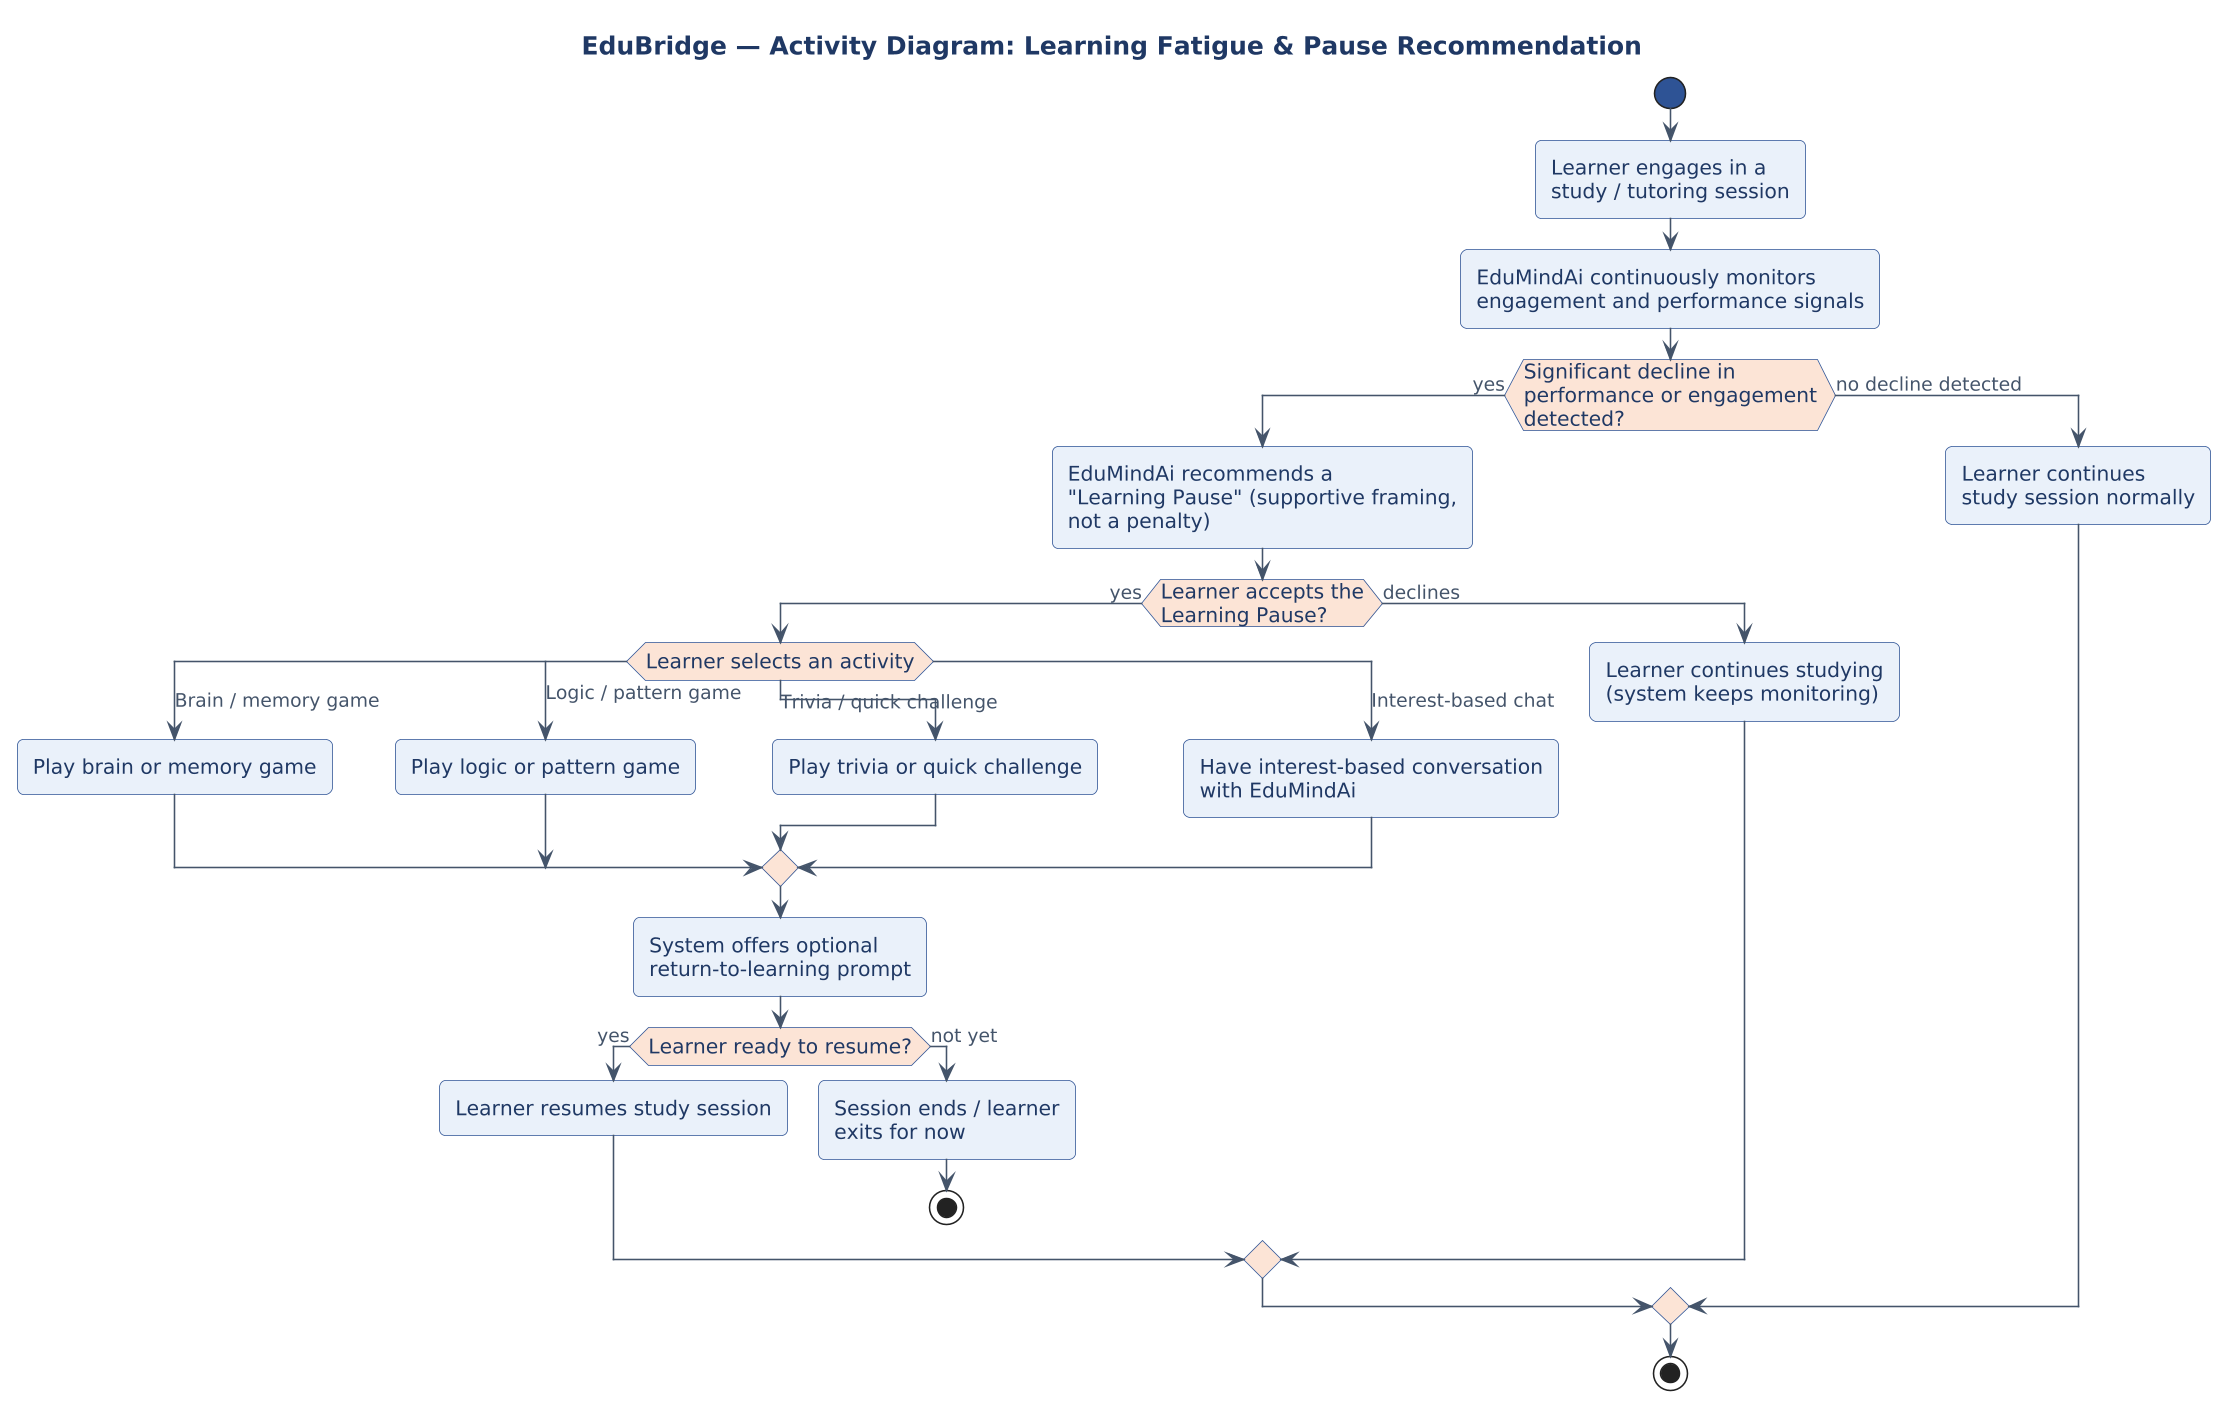 EduBridge — Activity Diagram: Learning Fatigue & Pause Recommendation
Learner engages in a
study / tutoring session
EduMindAi continuously monitors
engagement and performance signals
Significant decline in
performance or engagement
detected?
yes
no decline detected
EduMindAi recommends a
"Learning Pause" (supportive framing,
not a penalty)
Learner continues
study session normally
Learner accepts the
Learning Pause?
yes
declines
Learner selects an activity
Learner continues studying
(system keeps monitoring)
Brain / memory game
Logic / pattern game
Trivia / quick challenge
Interest-based chat
Play brain or memory game
Play logic or pattern game
Play trivia or quick challenge
Have interest-based conversation
with EduMindAi
System offers optional
return-to-learning prompt
Learner ready to resume?
yes
not yet
Learner resumes study session
Session ends / learner
exits for now